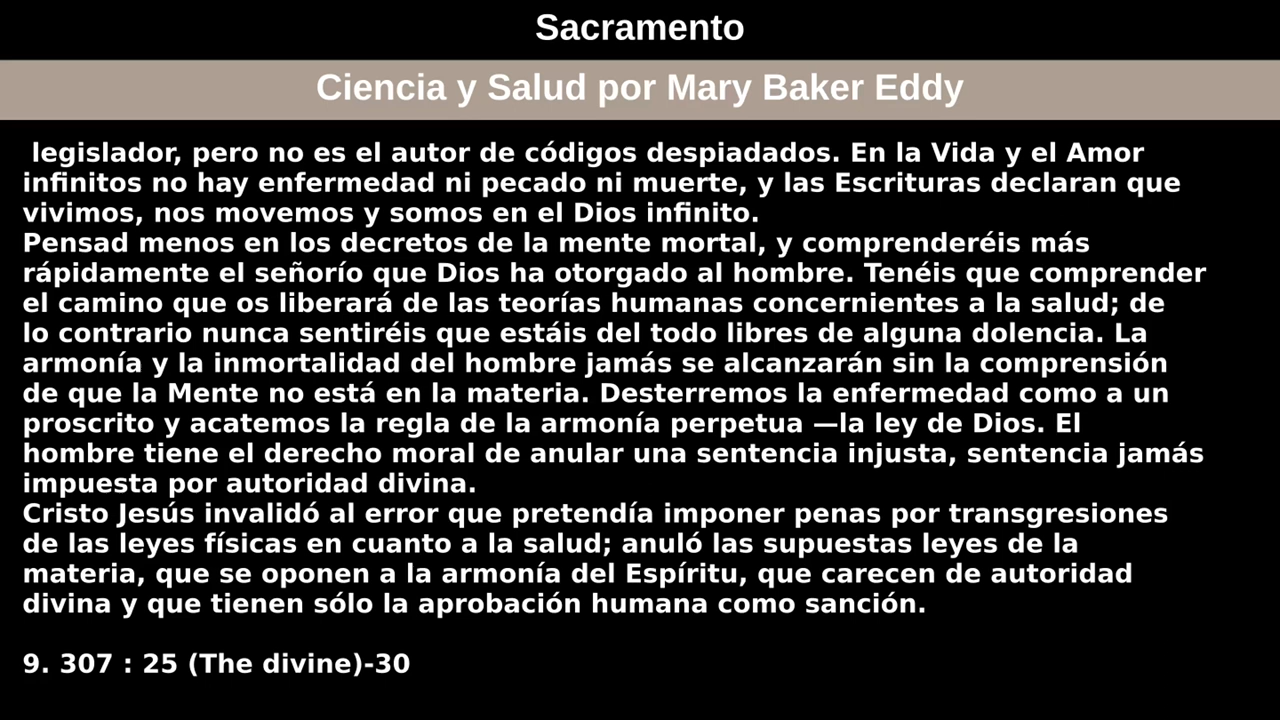 Sacramento
Ciencia y Salud por Mary Baker Eddy
legislador, pero no es el autor de códigos despiadados. En la Vida y el Amor
infinitos no hay enfermedad ni pecado ni muerte, y las Escrituras declaran que
vivimos, nos movemos y somos en el Dios infinito.
Pensad menos en los decretos de la mente mortal, y comprenderéis más
rápidamente el señorío que Dios ha otorgado al hombre. Tenéis que comprender
el camino que os liberará de las teorías humanas concernientes a la salud; de
lo contrario nunca sentiréis que estáis del todo libres de alguna dolencia. La
armonía y la inmortalidad del hombre jamás se alcanzarán sin la comprensión
de que la Mente no está en la materia. Desterremos la enfermedad como a un
proscrito y acatemos la regla de la armonía perpetua —la ley de Dios. El
hombre tiene el derecho moral de anular una sentencia injusta, sentencia jamás
impuesta por autoridad divina.
Cristo Jesús invalidó al error que pretendía imponer penas por transgresiones
de las leyes físicas en cuanto a la salud; anuló las supuestas leyes de la
materia, que se oponen a la armonía del Espíritu, que carecen de autoridad
divina y que tienen sólo la aprobación humana como sanción.
9. 307 : 25 (The divine)-30